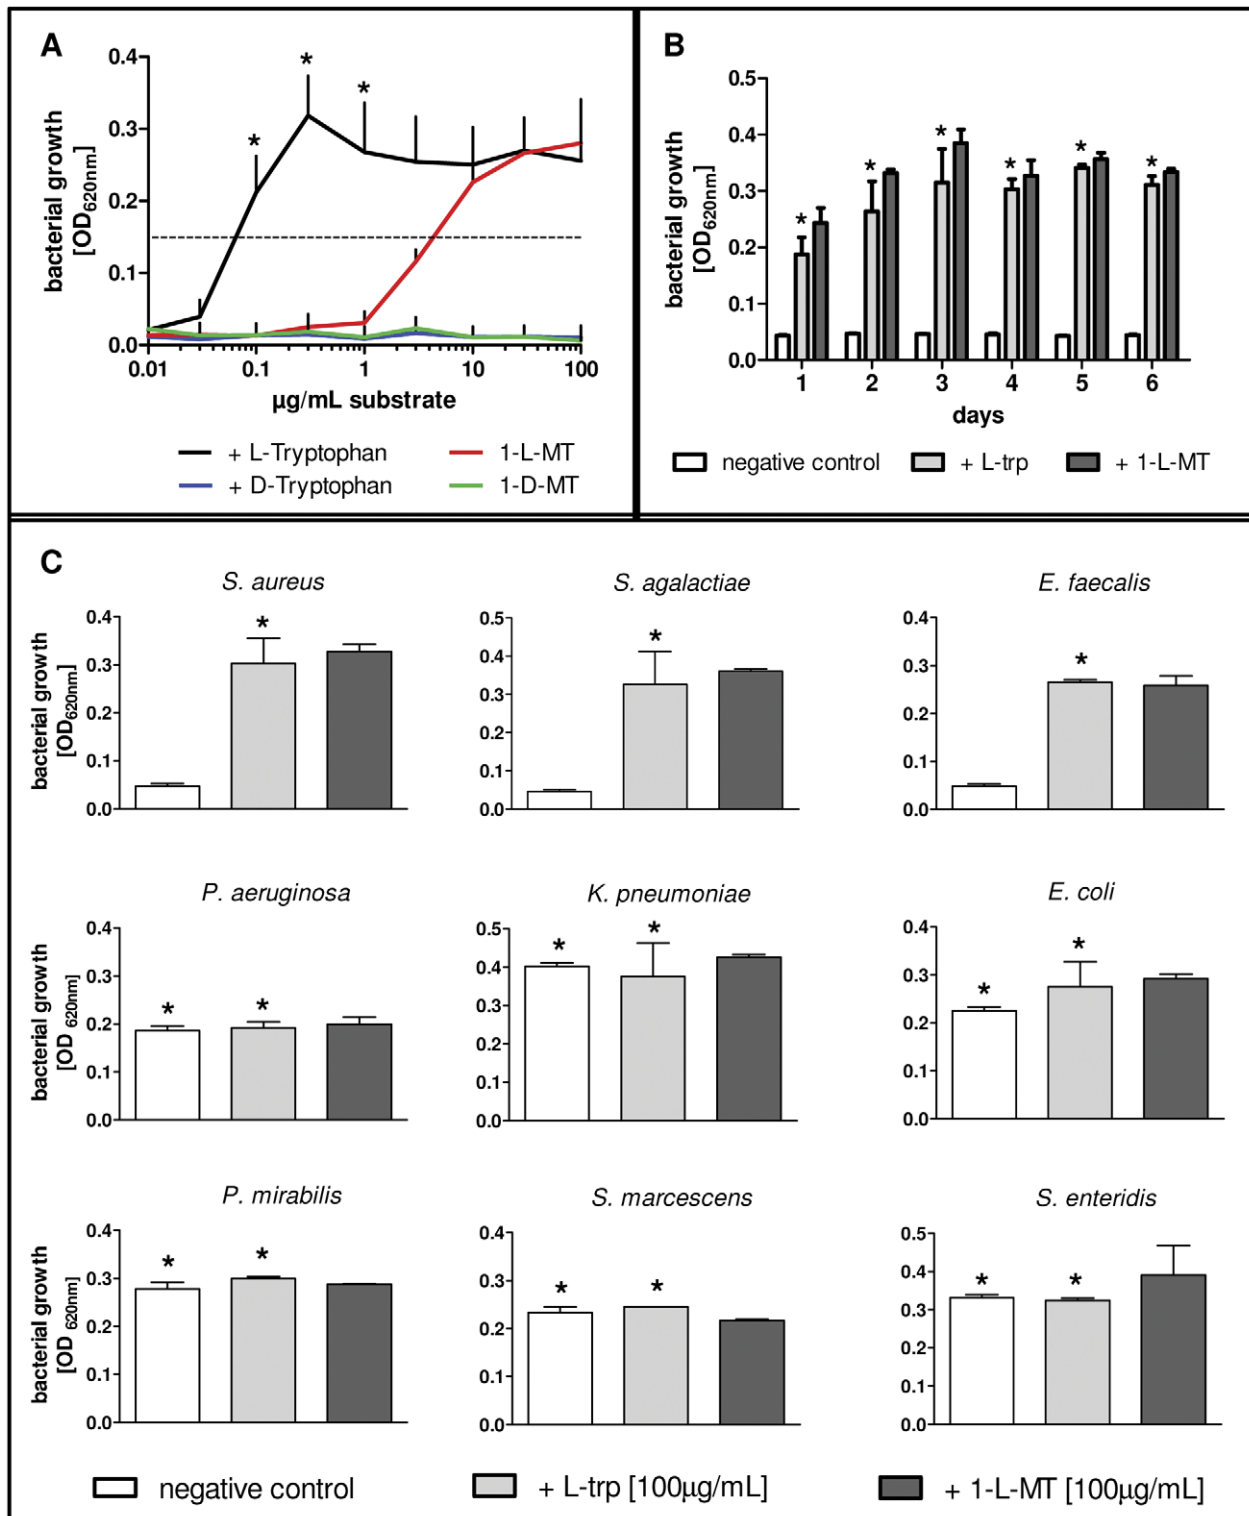 A
bacterial growth
[OD620nm]
0.4
0.3
0.2
0.1
0.0
* * *
0.01 0.1 1 10 100
µg/mL substrate
+ L-Tryptophan 1-L-MT
+ D-Tryptophan 1-D-MT
B
bacterial growth
[OD620nm]
0.5
0.4
0.3
0.2
0.1
0.0
* * * * * *
1 2 3 4 5 6
days
negative control + L-trp + 1-L-MT
C
S. aureus
bacterial growth
[OD620nm]
0.4
0.3
0.2
0.1
0.0
*
S. agalactiae
0.5
0.4
0.3
0.2
0.1
0.0
*
E. faecalis
0.4
0.3
0.2
0.1
0.0
*
P. aeruginosa
bacterial growth
[OD 620nm]
0.4
0.3
0.2
0.1
0.0
* *
K. pneumoniae
0.5
0.4
0.3
0.2
0.1
0.0
* *
E. coli
0.4
0.3
0.2
0.1
0.0
* *
P. mirabilis
bacterial growth
[OD 620nm]
0.4
0.3
0.2
0.1
0.0
* *
S. marcescens
0.4
0.3
0.2
0.1
0.0
* *
S. enteridis
0.5
0.4
0.3
0.2
0.1
0.0
* *
negative control + L-trp [100µg/mL] + 1-L-MT [100µg/mL]